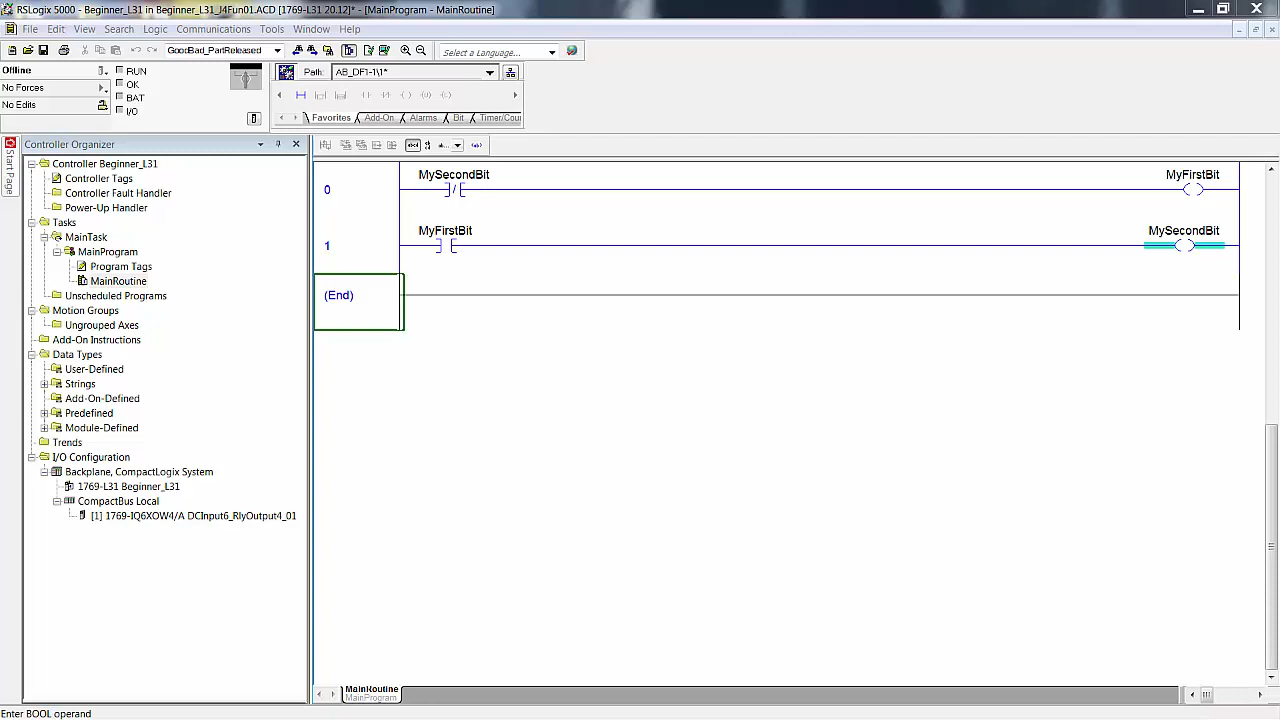 RSLogix 5000 - Beginner_L31 in Beginner_L31_J4Fun01.ACD [1769-L31 20.12]* - [MainProgram - MainRoutine]
File Edit View Search Logic Communications Tools Window Help
GoodBad_PartReleased
Select a Language...
Offline
RUN
Path: AB_DF1-1\1*
No Forces
OK
BAT
No Edits
I/O
Favorites Add-On Alarms Bit Timer/Cou
Start Page
Controller Organizer
Controller Beginner_L31
Controller Tags
Controller Fault Handler
Power-Up Handler
Tasks
MainTask
MainProgram
Program Tags
MainRoutine
Unscheduled Programs
Motion Groups
Ungrouped Axes
Add-On Instructions
Data Types
User-Defined
Strings
Add-On-Defined
Predefined
Module-Defined
Trends
I/O Configuration
Backplane, CompactLogix System
1769-L31 Beginner_L31
CompactBus Local
[1] 1769-IQ6XOW4/A DCInput6_RlyOutput4_01
MySecondBit MyFirstBit
0
MyFirstBit MySecondBit
1
(End)
MainRoutine
MainProgram
Enter BOOL operand